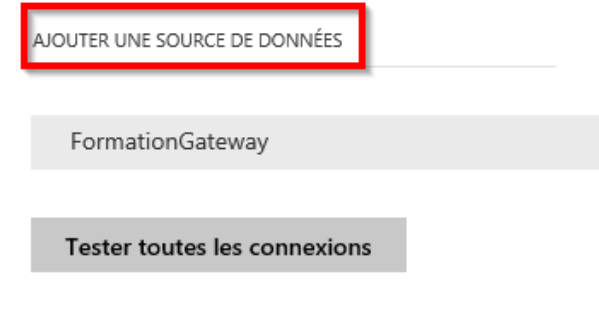 AJOUTER UNE SOURCE DE DONNÉES
FormationGateway
Tester toutes les connexions